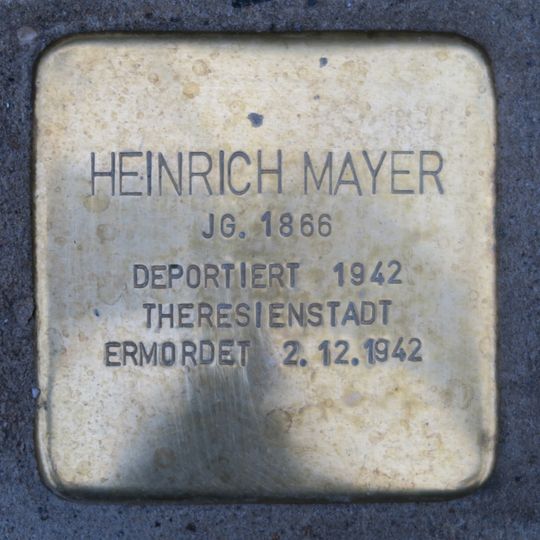 HEINRICH MAYER
JG. 1866
DEPORTIERT 1942
THERESIENSTADT
ERMORDET 2.12.1942